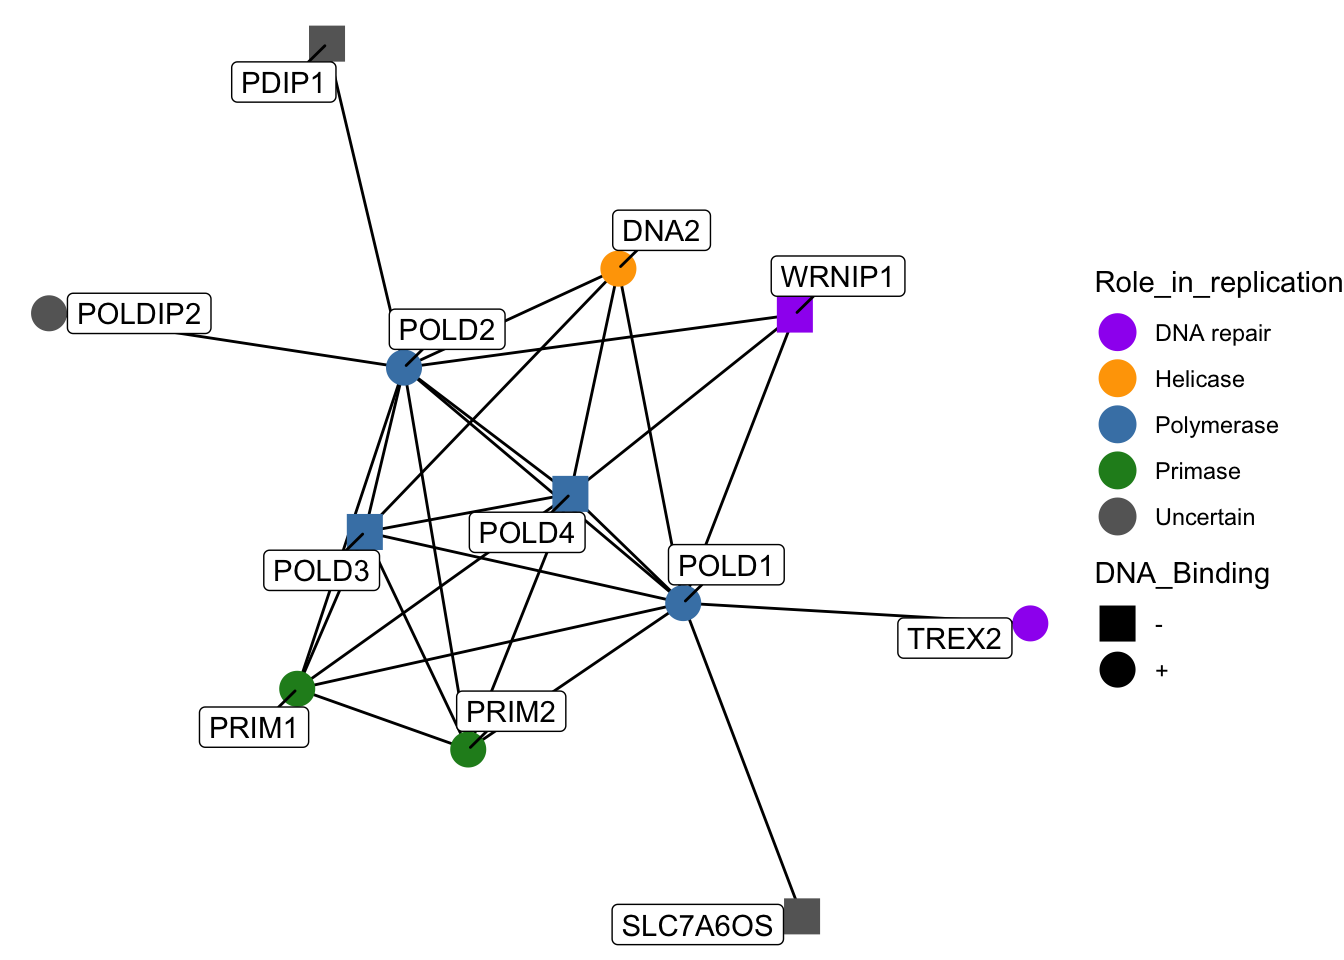 PDIP1
DNA2
WRNIP1
POLDIP2
POLD2
POLD4
POLD3
POLD1
TREX2
PRIM2
PRIM1
SLC7A6OS
Role_in_replication
DNA repair
Helicase
Polymerase
Primase
Uncertain
DNA_Binding
-
+